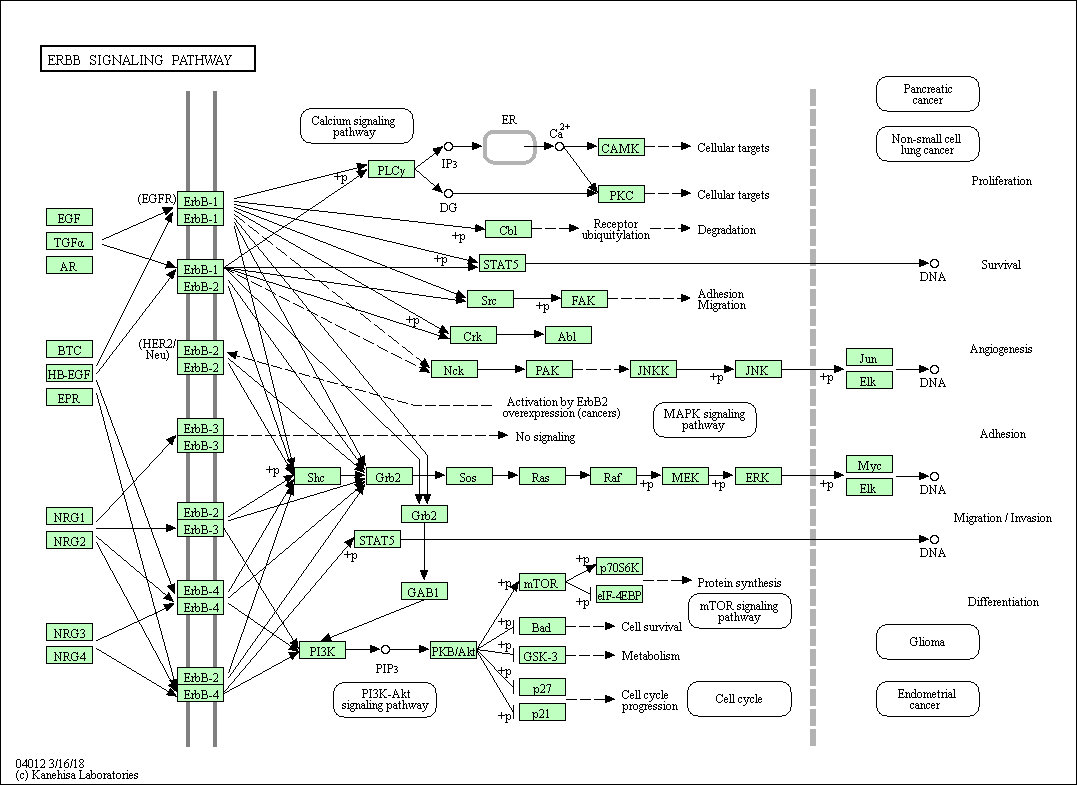 ERBB SIGNALING PATHWAY
Pancreatic
cancer
Non-small cell
lung cancer
Calcium signaling
pathway
ER
Ca2+
IP3
DG
PLCγ
+p
CAMK
Cellular targets
PKC
Cellular targets
Proliferation
(EGFR)
ErbB-1
ErbB-1
EGF
TGFα
AR
Cbl
+p
Receptor
ubiquitylation
Degradation
ErbB-1
ErbB-2
STAT5
+p
DNA
Survival
Src
+p
FAK
Adhesion
Migration
+p
Crk
Abl
(HER2/
Neu)
ErbB-2
ErbB-2
BTC
HB-EGF
EPR
Nck
PAK
JNKK
+p
JNK
+p
Jun
Elk
DNA
Angiogenesis
Activation by ErbB2
overexpression (cancers)
MAPK signaling
pathway
ErbB-3
ErbB-3
No signaling
Adhesion
+p
Shc
Grb2
Sos
Ras
Raf
+p
MEK
+p
ERK
+p
Myc
Elk
DNA
NRG1
NRG2
ErbB-2
ErbB-3
Grb2
STAT5
+p
DNA
Migration / Invasion
ErbB-4
ErbB-4
GAB1
+p
mTOR
+p
p70S6K
+p
eIF-4EBP
Protein synthesis
mTOR signaling
pathway
Differentiation
NRG3
NRG4
PI3K
PIP3
PKB/Akt
+p
Bad
Cell survival
+p
GSK-3
Metabolism
Glioma
ErbB-2
ErbB-4
PI3K-Akt
signaling pathway
+p
p27
+p
p21
Cell cycle
progression
Cell cycle
Endometrial
cancer
04012 3/16/18
(c) Kanehisa Laboratories